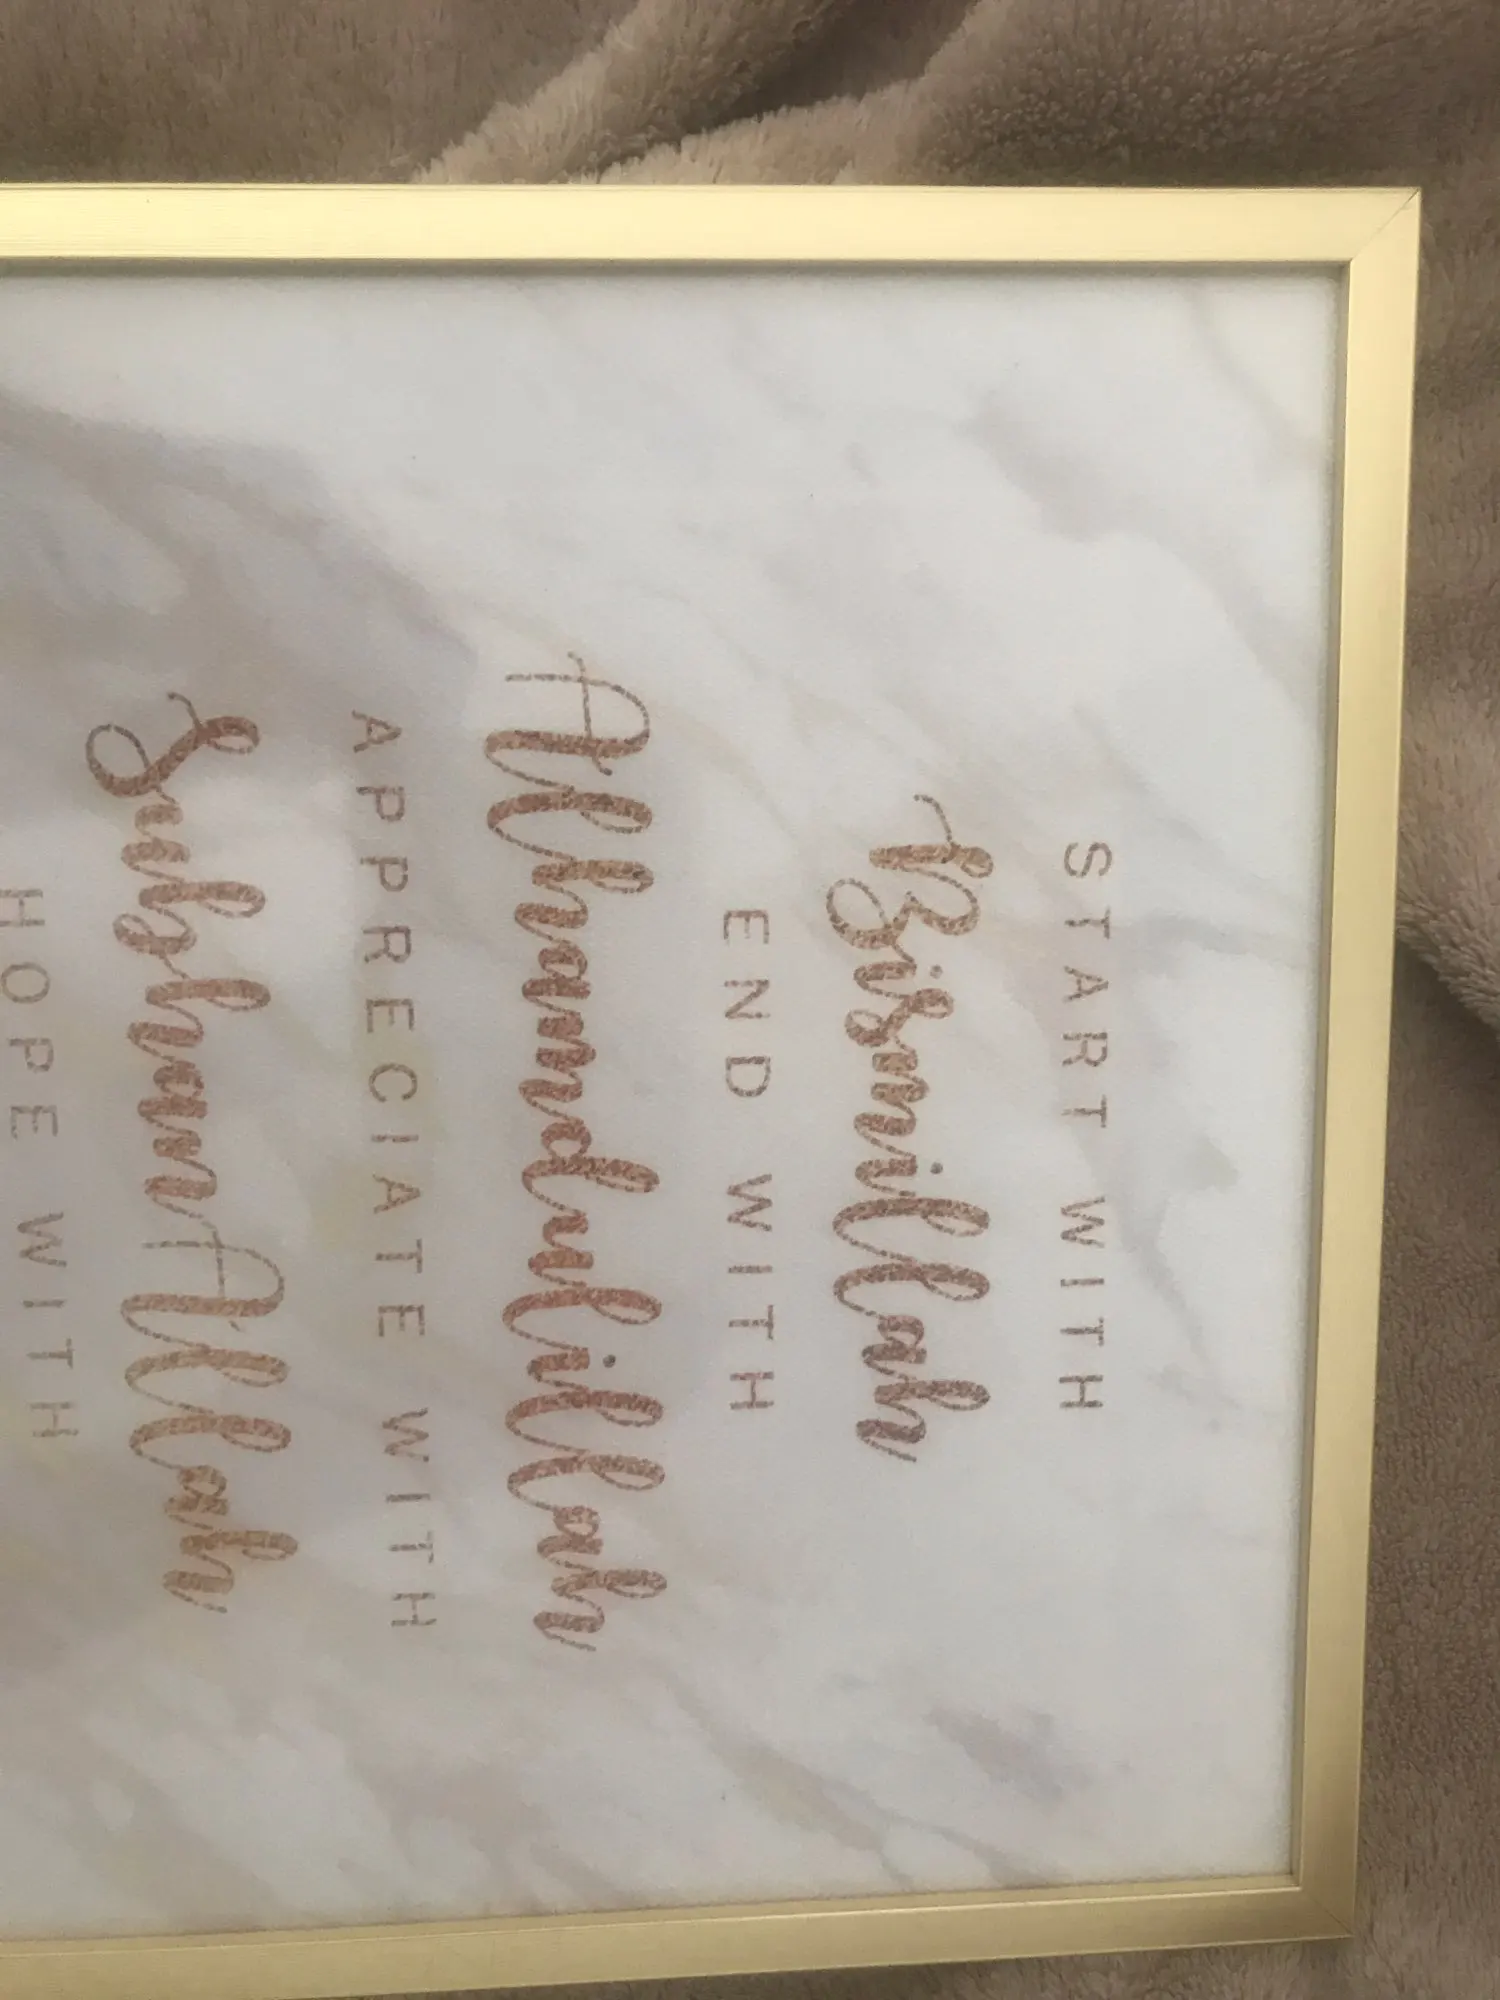 START WITH
Bismillah
END WITH
Alhamdulillah
APPRECIATE WITH
SubhanAllah
HOPE WITH